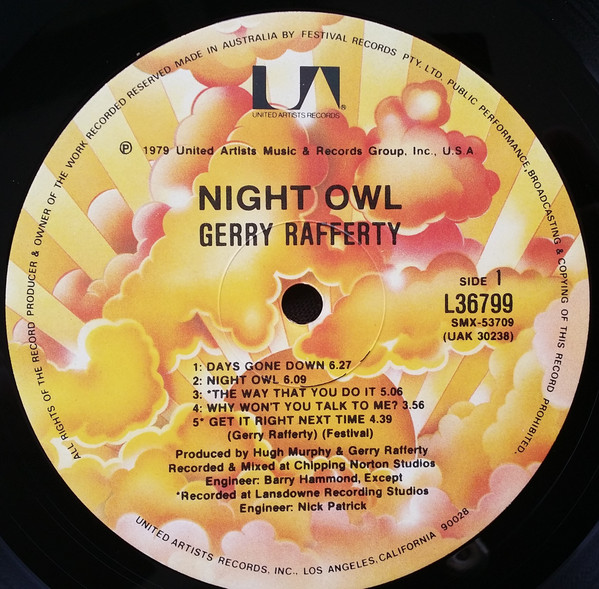 ALL RIGHTS OF THE RECORD PRODUCER & OWNER OF THE WORK RECORDED RESERVED MADE IN AUSTRALIA BY FESTIVAL RECORDS PTY. LTD. PUBLIC PERFORMANCE, BROADCASTING & COPYING OF THIS RECORD PROHIBITED.
UA®
UNITED ARTISTS RECORDS
℗ 1979 United Artists Music & Records Group, Inc., U.S.A
NIGHT OWL
GERRY RAFFERTY
SIDE 1
L36799
SMX-53709
(UAK 30238)
1: DAYS GONE DOWN 6.27
2: NIGHT OWL 6.09
3: *THE WAY THAT YOU DO IT 5.06
4: WHY WON'T YOU TALK TO ME? 3.56
5* GET IT RIGHT NEXT TIME 4.39
(Gerry Rafferty) (Festival)
Produced by Hugh Murphy & Gerry Rafferty
Recorded & Mixed at Chipping Norton Studios
Engineer: Barry Hammond, Except
*Recorded at Lansdowne Recording Studios
Engineer: Nick Patrick
UNITED ARTISTS RECORDS, INC., LOS ANGELES, CALIFORNIA 90028